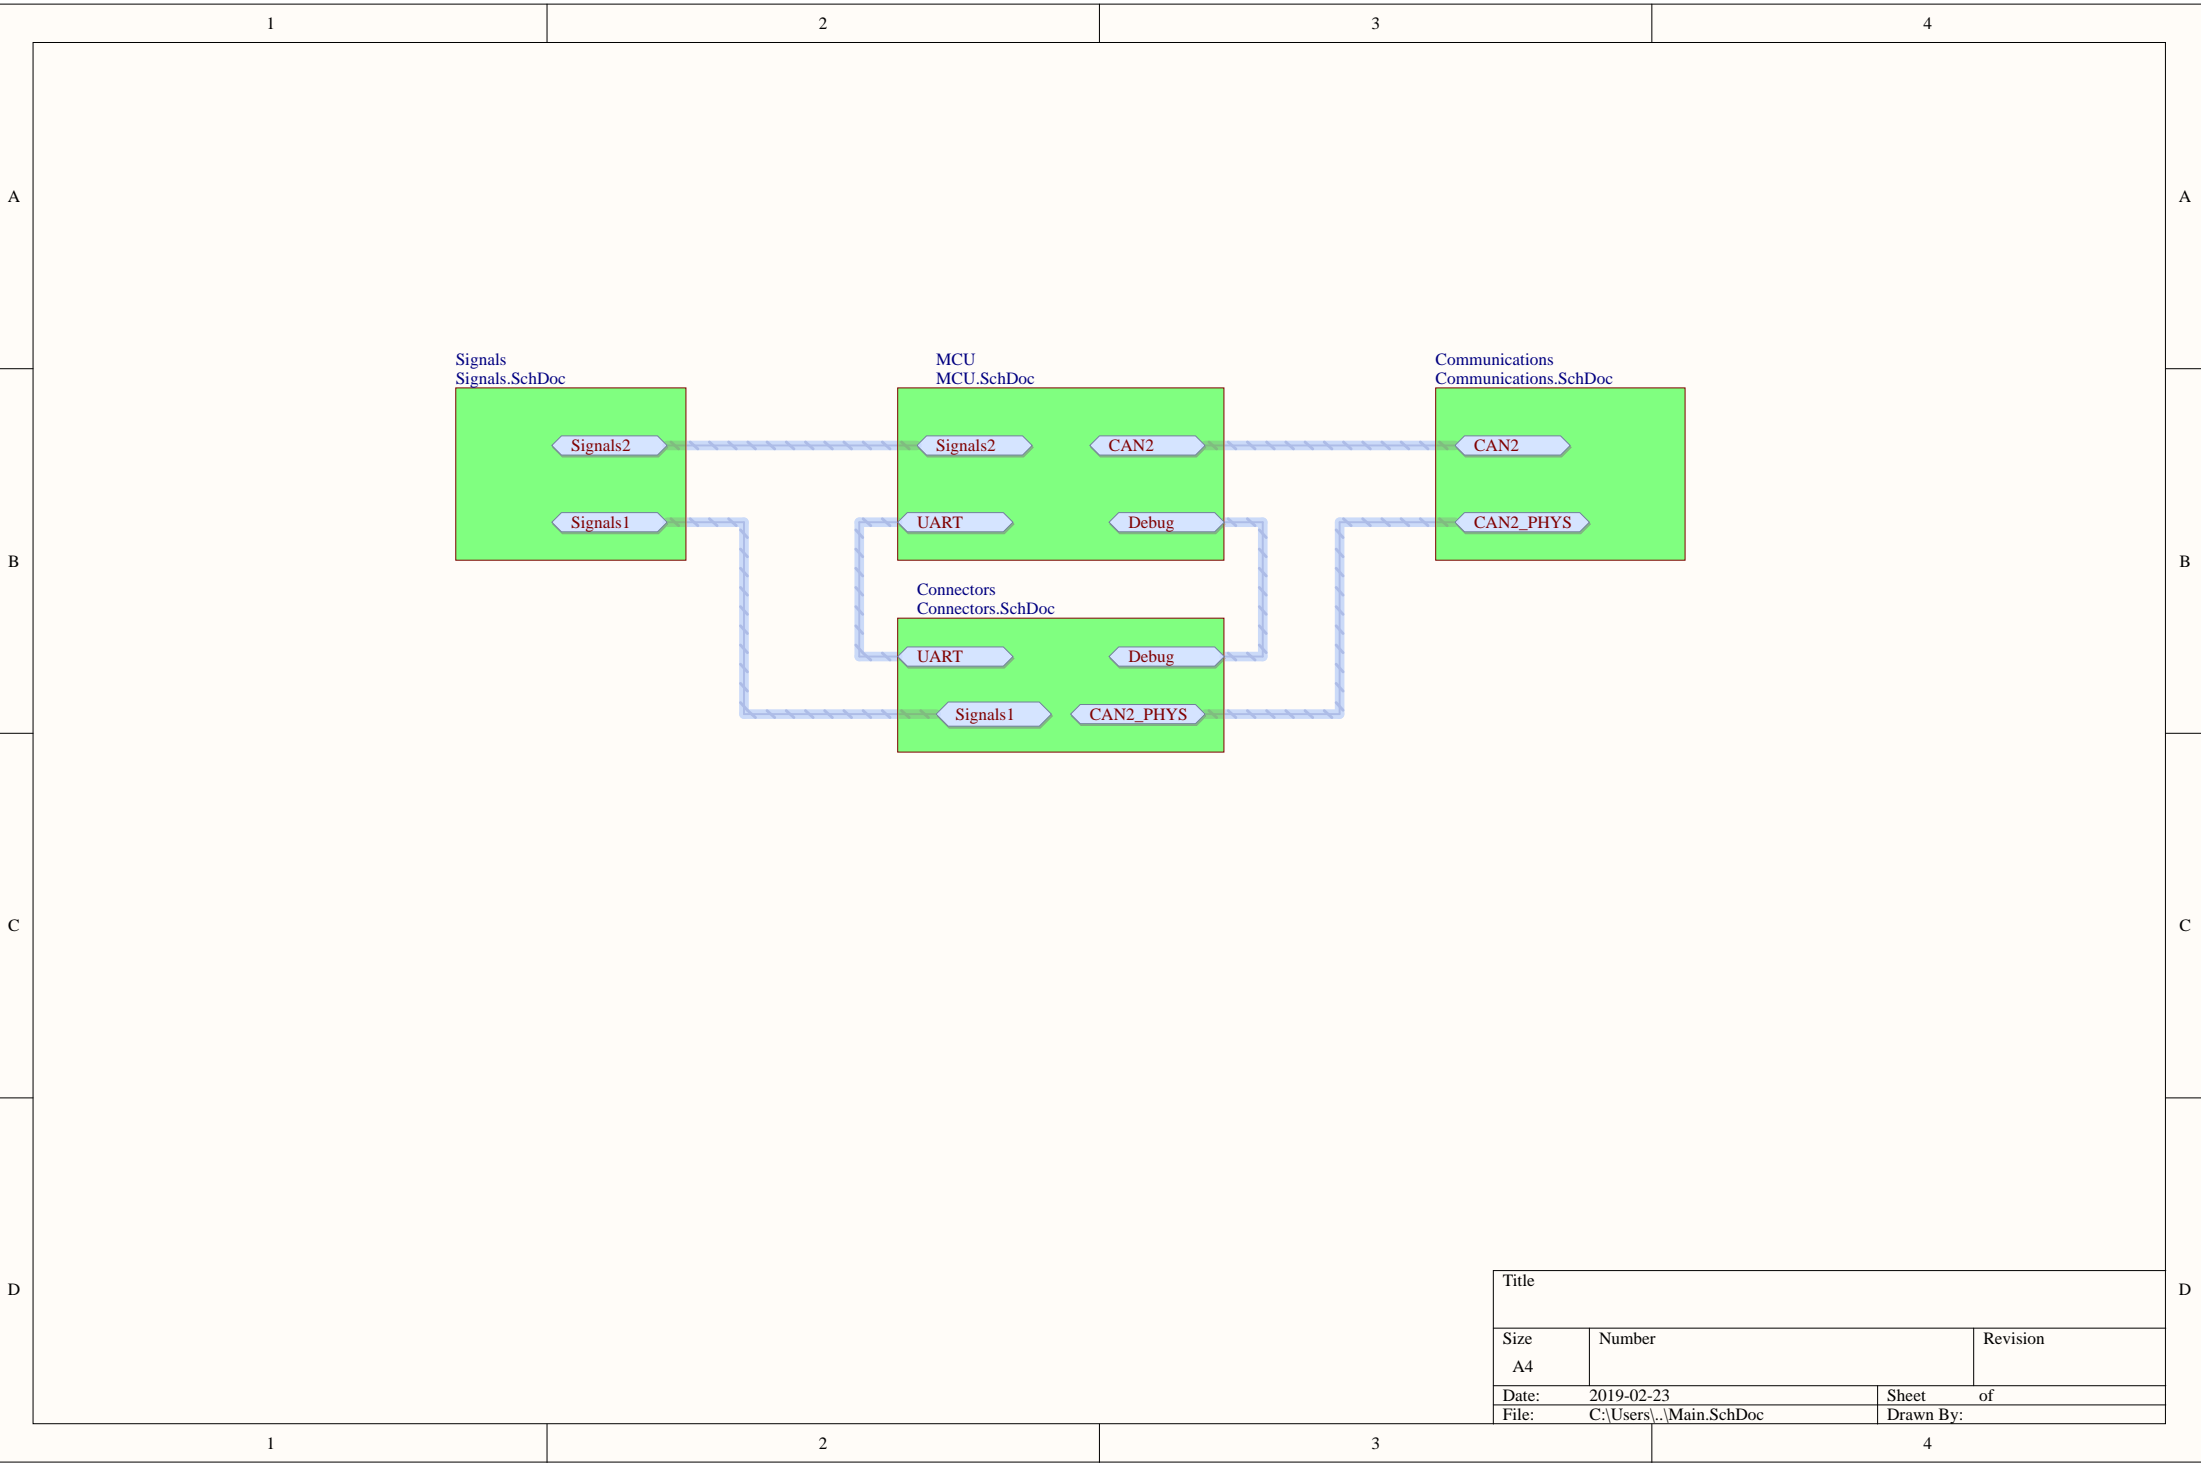 1 2 3 4
A A
Signals MCU Communications
Signals.SchDoc MCU.SchDoc Communications.SchDoc
Signals2 Signals2 CAN2 CAN2
Signals1 UART Debug CAN2_PHYS
B B
Connectors
Connectors.SchDoc
UART Debug
Signals1 CAN2_PHYS
C C
Title
D D
Size Number Revision
A4
Date: 2019-02-23 Sheet of
File: C:\Users\..\Main.SchDoc Drawn By:
1 2 3 4